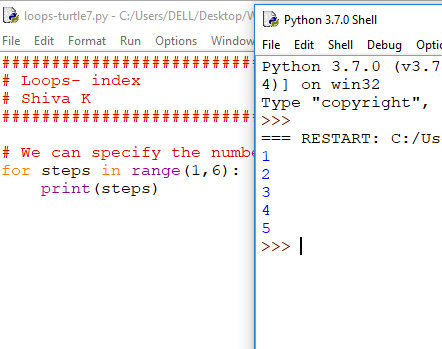 loops-turtle7.py - C:/Users/DELL/Desktop/
File Edit Format Run Options Window
##########################
# Loops- index
# Shiva K
##########################
# We can specify the
for steps in range(1,6):
    print(steps)
Python 3.7.0 Shell
File Edit Shell Debug Options
Python 3.7.0 (v3.7
4)] on win32
Type "copyright",
>>>
=== RESTART: C:/Us
1
2
3
4
5
>>>